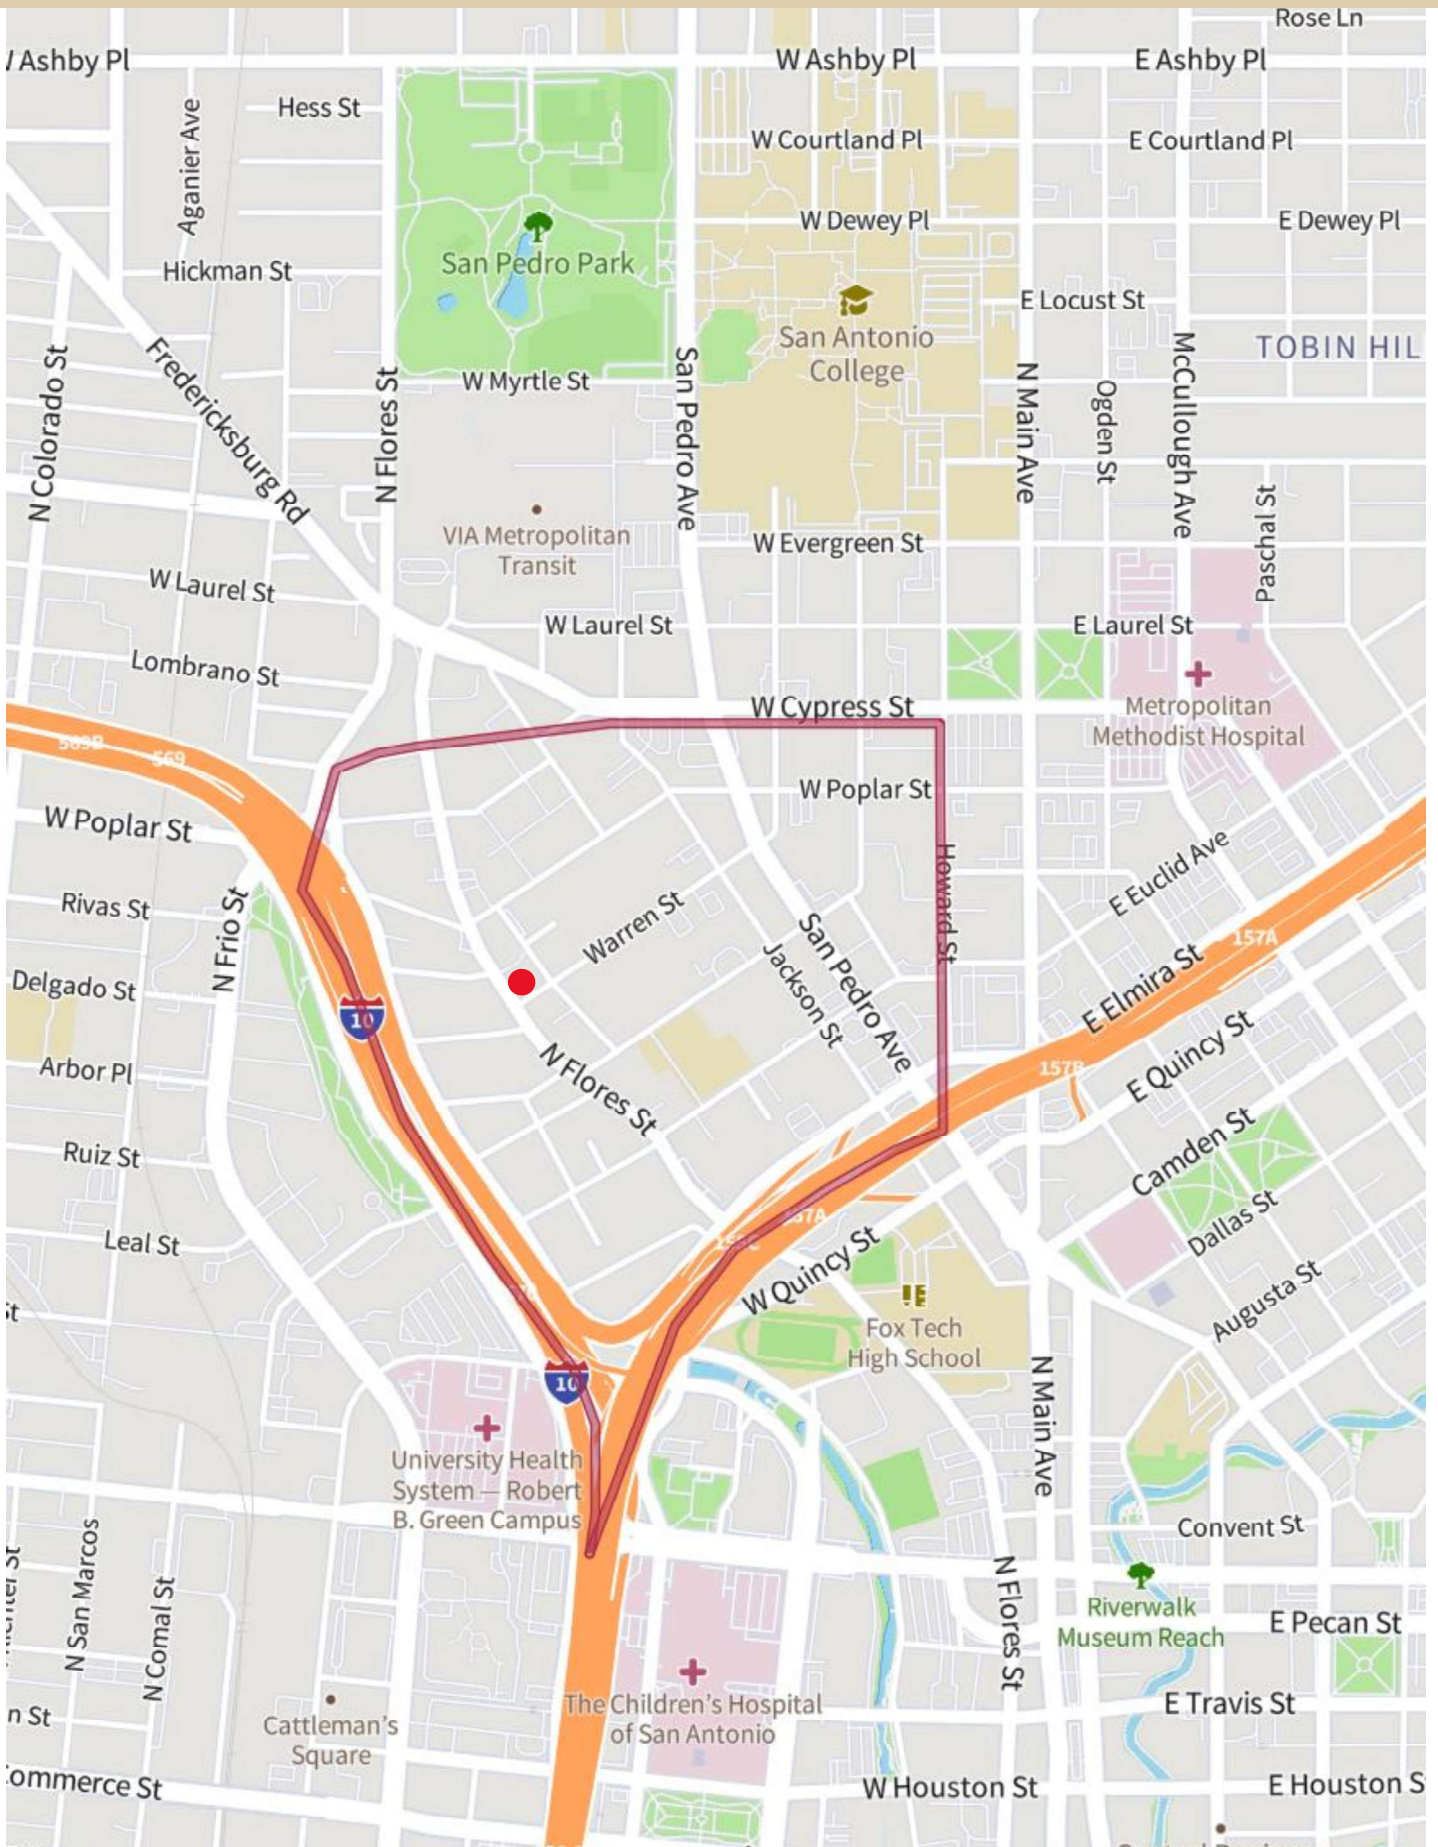 Rose Ln
W Ashby Pl
W Ashby Pl
E Ashby Pl
Hess St
Aganier Ave
W Courtland Pl
E Courtland Pl
W Dewey Pl
E Dewey Pl
San Pedro Park
Hickman St
E Locust St
San Antonio
College
TOBIN HIL
N Colorado St
Fredericksburg Rd
N Flores St
W Myrtle St
San Pedro Ave
N Main Ave
Ogden St
McCullough Ave
Paschal St
VIA Metropolitan
Transit
W Evergreen St
W Laurel St
W Laurel St
E Laurel St
Lombrano St
W Cypress St
Metropolitan
Methodist Hospital
569B
569
W Poplar St
W Poplar St
Howard St
E Euclid Ave
Rivas St
N Frio St
Warren St
San Pedro Ave
Jackson St
157A
E Elmira St
Delgado St
10
Arbor Pl
N Flores St
157B
E Quincy St
Camden St
Ruiz St
Dallas St
157A
Leal St
W Quincy St
Augusta St
St
Fox Tech
High School
10
N Main Ave
University Health
System — Robert
B. Green Campus
N San Marcos
N Comal St
Convent St
N Flores St
Riverwalk
Museum Reach
E Pecan St
The Children's Hospital
of San Antonio
E Travis St
n St
Cattleman's
Square
Commerce St
W Houston St
E Houston S